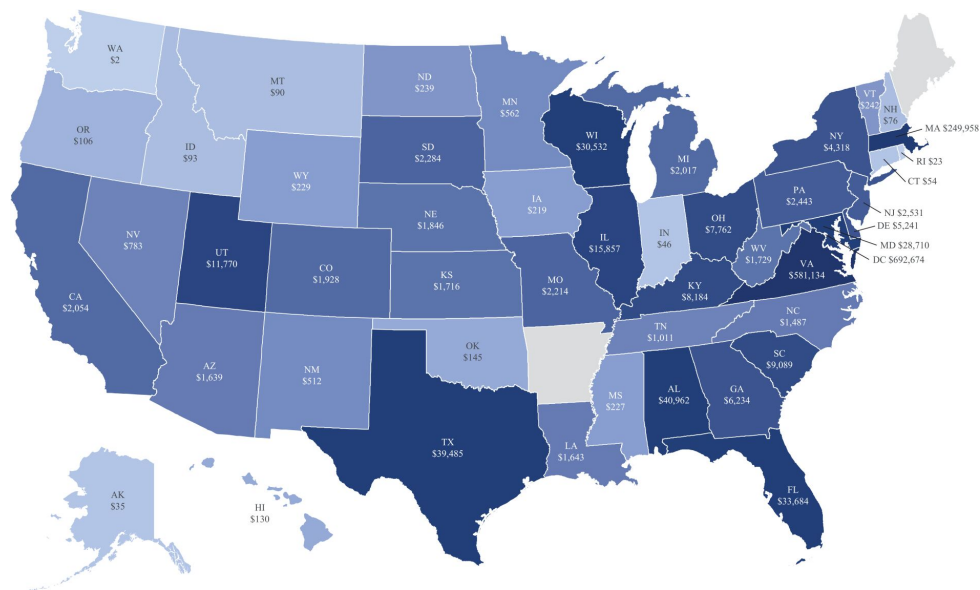 WA
$2
MT
$90
ND
$239
MN
$562
VT
$242
NH
$76
MA $249,958
OR
$106
ID
$93
SD
$2,284
WI
$30,532
MI
$2,017
NY
$4,318
RI $23
CT $54
WY
$229
IA
$219
NE
$1,846
PA
$2,443
NJ $2,531
DE $5,241
MD $28,710
DC $692,674
NV
$783
UT
$11,770
CO
$1,928
KS
$1,716
MO
$2,214
IL
$15,857
IN
$46
OH
$7,762
WV
$1,729
VA
$581,134
KY
$8,184
CA
$2,054
AZ
$1,639
NM
$512
OK
$145
TN
$1,011
NC
$1,487
SC
$9,089
MS
$227
AL
$40,962
GA
$6,234
TX
$39,485
LA
$1,643
FL
$33,684
AK
$35
HI
$130